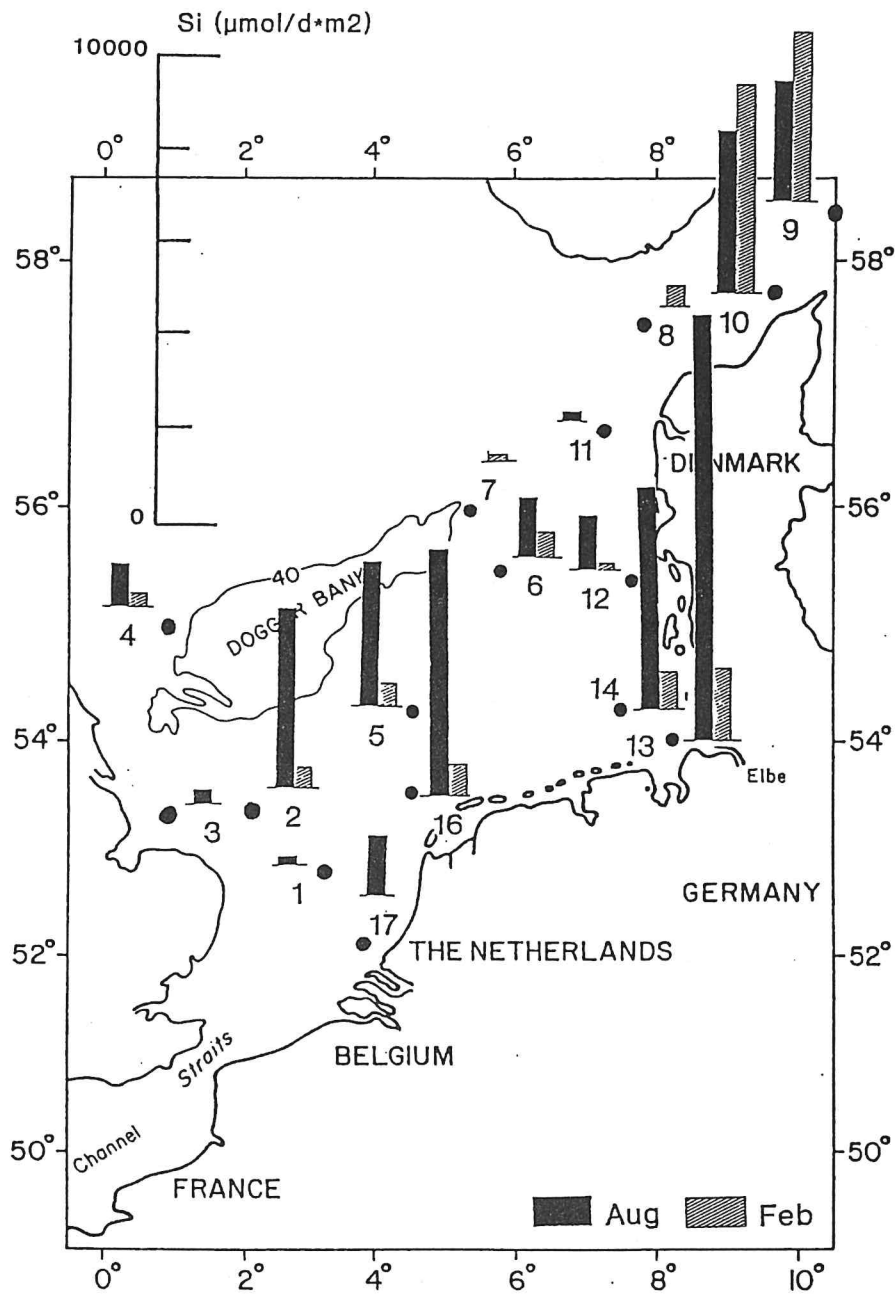 Si (μmol/d*m2)
10000
0° 2° 4° 6° 8°
9
58° 58°
8 10
11
DENMARK
7
56° 0 56°
40
6 12
DOGGER BANK
4
14
5
54° 13 54°
Elbe
3 2 16
1
GERMANY
17
THE NETHERLANDS
52° 52°
BELGIUM
Straits
Channel
50° 50°
FRANCE
Aug Feb
0° 2° 4° 6° 8° 10°